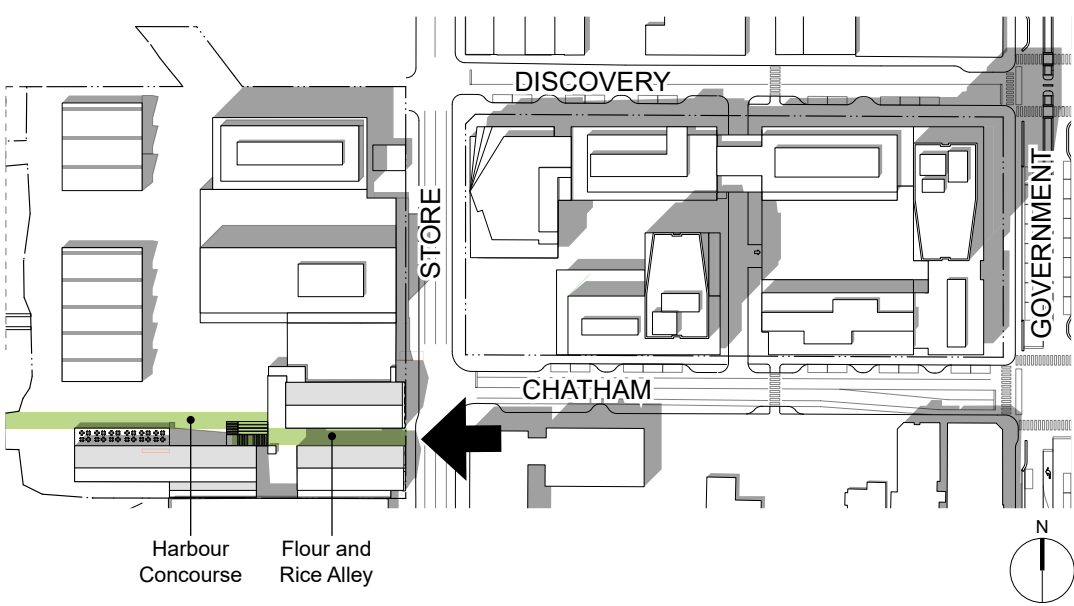 DISCOVERY
STORE
GOVERNMENT
CHATHAM
Harbour
Concourse
Flour and
Rice Alley
N